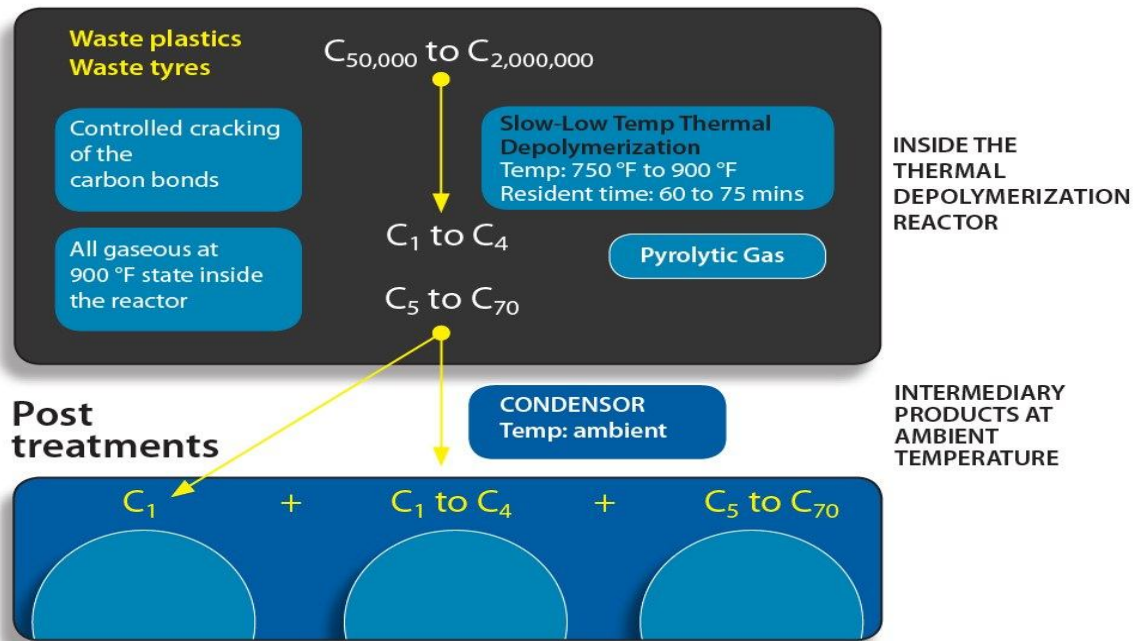 Waste plastics
Waste tyres
C₅₀,₀₀₀ to C₂,₀₀₀,₀₀₀
Controlled cracking
of the
carbon bonds
Slow-Low Temp Thermal
Depolymerization
Temp: 750 °F to 900 °F
Resident time: 60 to 75 mins
INSIDE THE
THERMAL
DEPOLYMERIZATION
REACTOR
C₁ to C₄
All gaseous at
900 °F state inside
the reactor
Pyrolytic Gas
C₅ to C₇₀
Post
treatments
CONDENSOR
Temp: ambient
INTERMEDIARY
PRODUCTS AT
AMBIENT
TEMPERATURE
C₁ + C₁ to C₄ + C₅ to C₇₀